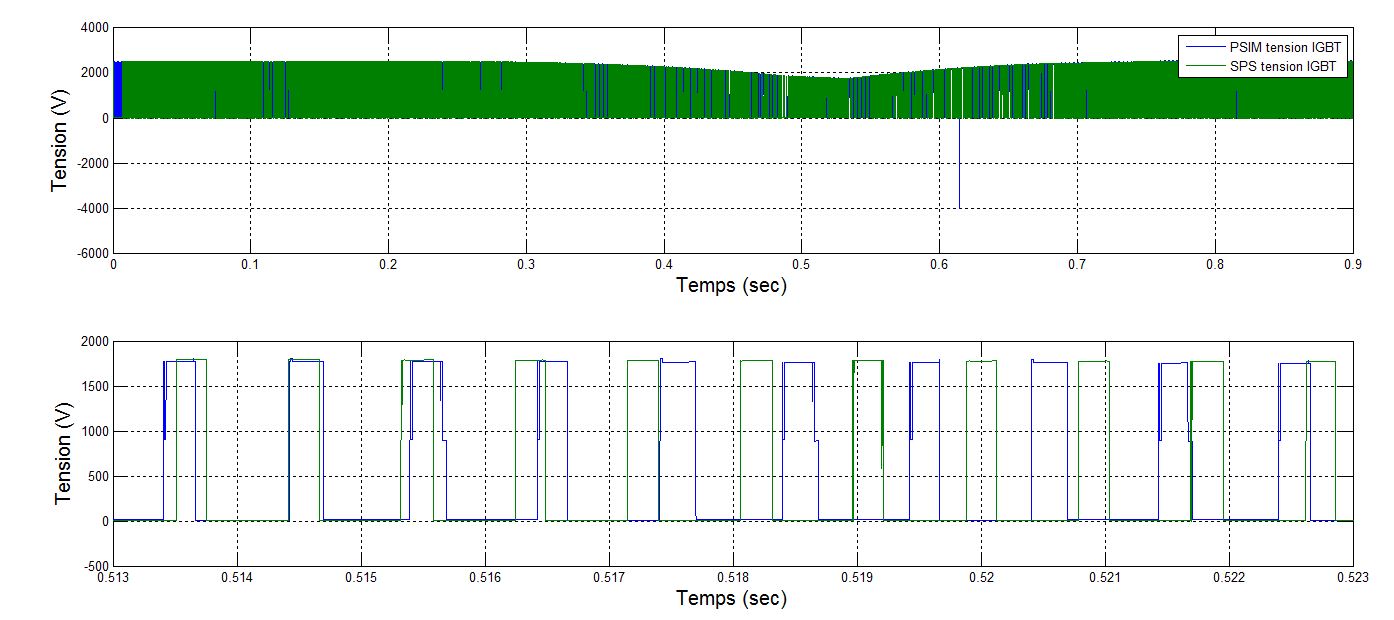 4000
2000
0
-2000
-4000
-6000
Tension (V)
PSIM tension IGBT
SPS tension IGBT
0 0.1 0.2 0.3 0.4 0.5 0.6 0.7 0.8 0.9
Temps (sec)
2000
1500
1000
500
0
-500
Tension (V)
0.513 0.514 0.515 0.516 0.517 0.518 0.519 0.52 0.521 0.522 0.523
Temps (sec)